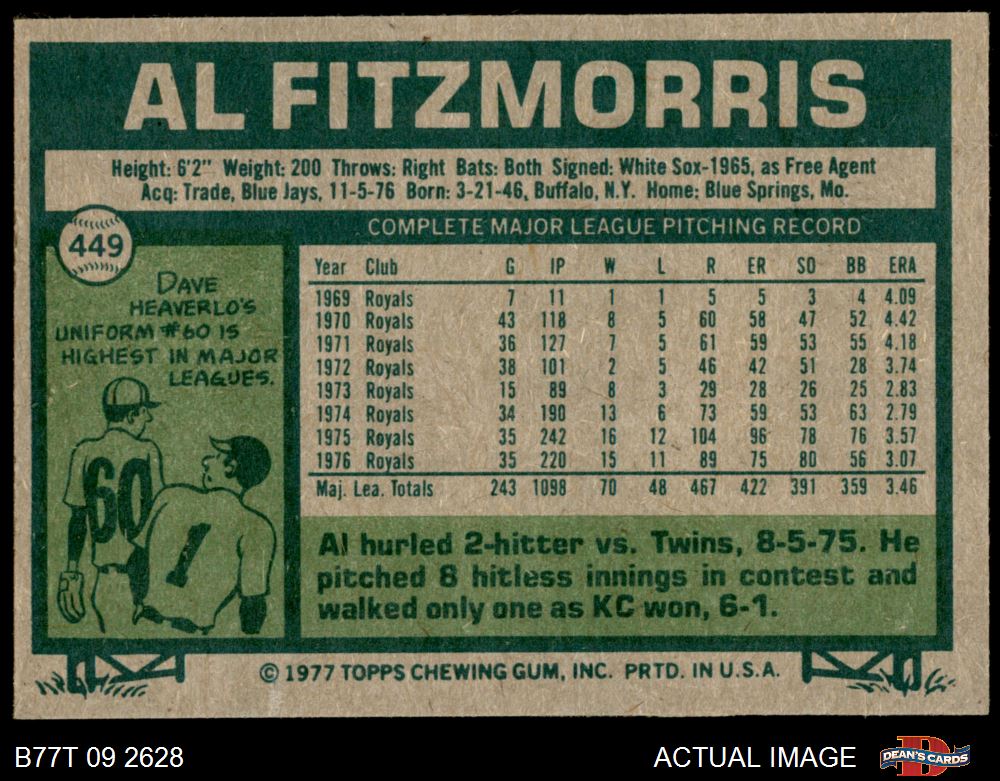 AL FITZMORRIS
Height: 6'2" Weight: 200 Throws: Right Bats: Both Signed: White Sox-1965, as Free Agent
Acq: Trade, Blue Jays, 11-5-76 Born: 3-21-46, Buffalo, N.Y. Home: Blue Springs, Mo.
449
DAVE
HEAVERLO'S
UNIFORM #60 IS
HIGHEST IN MAJOR
LEAGUES.
60
1
COMPLETE MAJOR LEAGUE PITCHING RECORD
Year Club G IP W L R ER SO BB ERA
1969 Royals 7 11 1 1 5 5 3 4 4.09
1970 Royals 43 118 8 5 60 58 47 52 4.42
1971 Royals 36 127 7 5 61 59 53 55 4.18
1972 Royals 38 101 2 5 46 42 51 28 3.74
1973 Royals 15 89 8 3 29 28 26 25 2.83
1974 Royals 34 190 13 6 73 59 53 63 2.79
1975 Royals 35 242 16 12 104 96 78 76 3.57
1976 Royals 35 220 15 11 89 75 80 56 3.07
Maj. Lea. Totals 243 1098 70 48 467 422 391 359 3.46
Al hurled 2-hitter vs. Twins, 8-5-75. He
pitched 8 hitless innings in contest and
walked only one as KC won, 6-1.
© 1977 TOPPS CHEWING GUM, INC. PRTD. IN U.S.A.
B77T 09 2628
ACTUAL IMAGE
DEAN'S CARDS